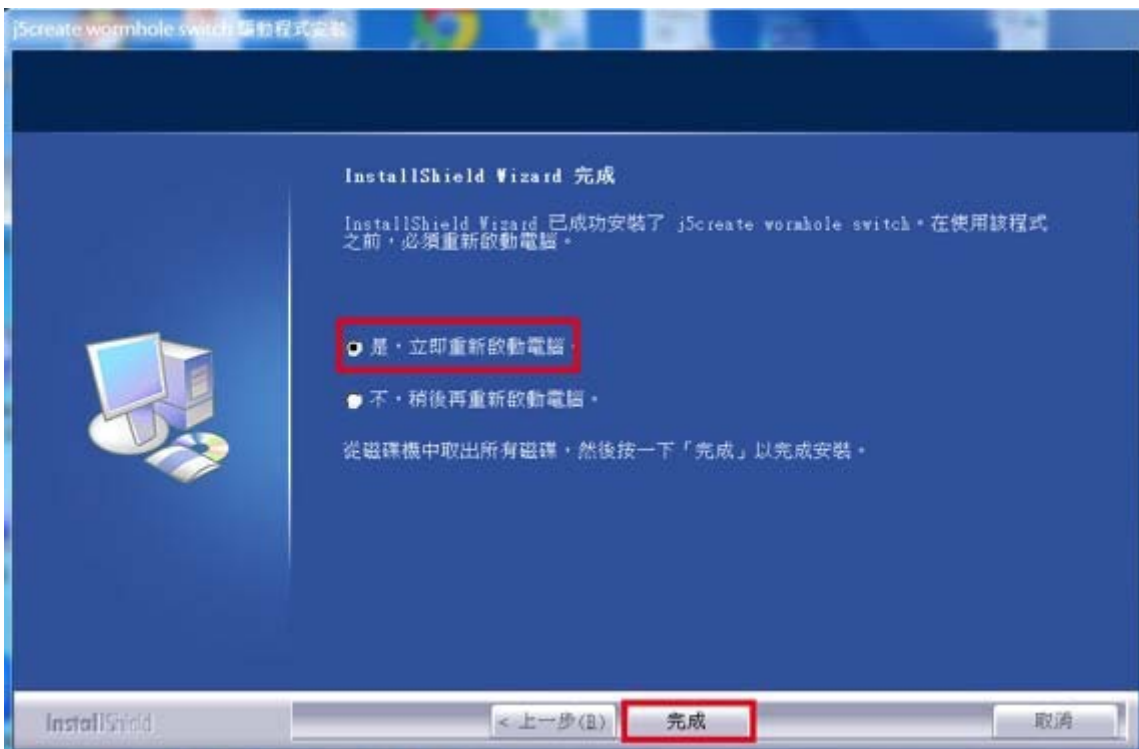 j5create wormhole switch 驅動程式安裝
InstallShield Wizard 完成
InstallShield Wizard 已成功安裝了 j5create wormhole switch。在使用該程式
之前，必須重新啟動電腦。
是，立即重新啟動電腦。
不，稍後再重新啟動電腦。
從磁碟機中取出所有磁碟，然後按一下「完成」以完成安裝。
InstallShield
< 上一步(B)
完成
取消